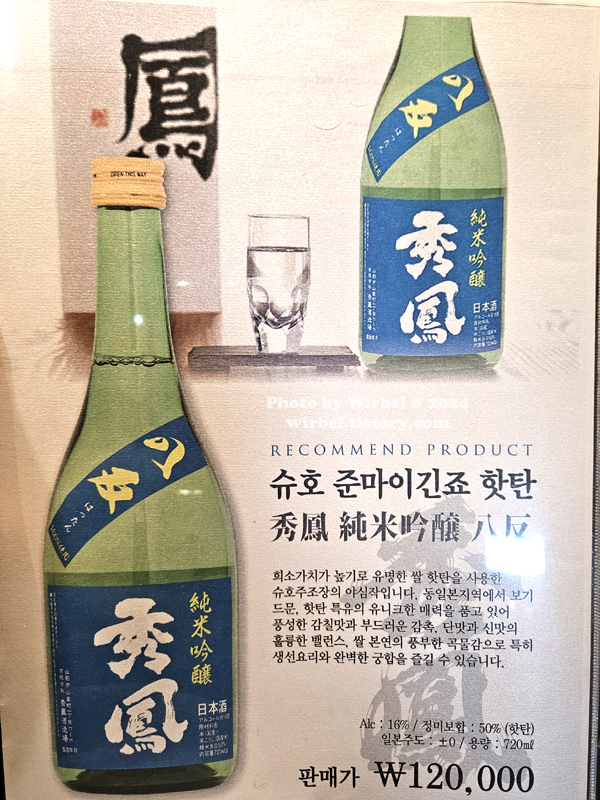 鳳
OPEN THIS WAY
八反
はったん
純米吟醸
秀鳳
日本酒
Photo by Wirbel @ 2024
wirbel.tistory.com
RECOMMEND PRODUCT
슈호 준마이긴죠 핫탄
秀鳳 純米吟醸 八反
희소가치가 높기로 유명한 쌀 핫탄을 사용한
슈호주조장의 야심작입니다. 동일본지역에서 보기
드문, 핫탄 특유의 유니크한 매력을 품고 있어
풍성한 감칠맛과 부드러운 감촉, 단맛과 신맛의
훌륭한 밸런스, 쌀 본연의 풍부한 곡물감으로 특히
생선요리와 완벽한 궁합을 즐길 수 있습니다.
Alc : 16% / 정미보합 : 50% (핫탄)
일본주도 : ±0 / 용량 : 720㎖
판매가 ₩120,000
八反
はったん
純米吟醸
秀鳳
日本酒